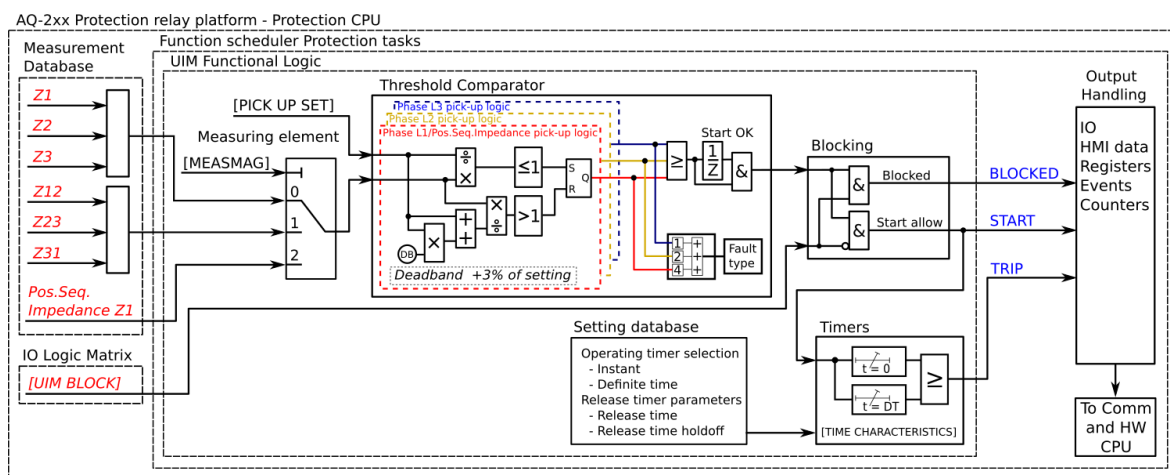 AQ-2xx Protection relay platform - Protection CPU
Measurement
Database
Function scheduler Protection tasks
UIM Functional Logic
Z1
Z2
Z3
Z12
Z23
Z31
Pos.Seq.
Impedance Z1
IO Logic Matrix
[UIM BLOCK]
[PICK UP SET]
Measuring element
[MEASMAG]
0
1
2
Threshold Comparator
Phase L3 pick-up logic
Phase L2 pick-up logic
Phase L1/Pos.Seq.Impedance pick-up logic
÷
×
≤1
S
Q
R
×
÷
>1
+
+
×
DB
Deadband +3% of setting
≥
Start OK
1
Z
&
1 +
2 +
4 +
Fault
type
Blocking
&
Blocked
&
Start allow
BLOCKED
START
TRIP
Output
Handling
IO
HMI data
Registers
Events
Counters
To Comm
and HW
CPU
Setting database
Operating timer selection
- Instant
- Definite time
Release timer parameters
- Release time
- Release time holdoff
Timers
t = 0
t = DT
≥
[TIME CHARACTERISTICS]